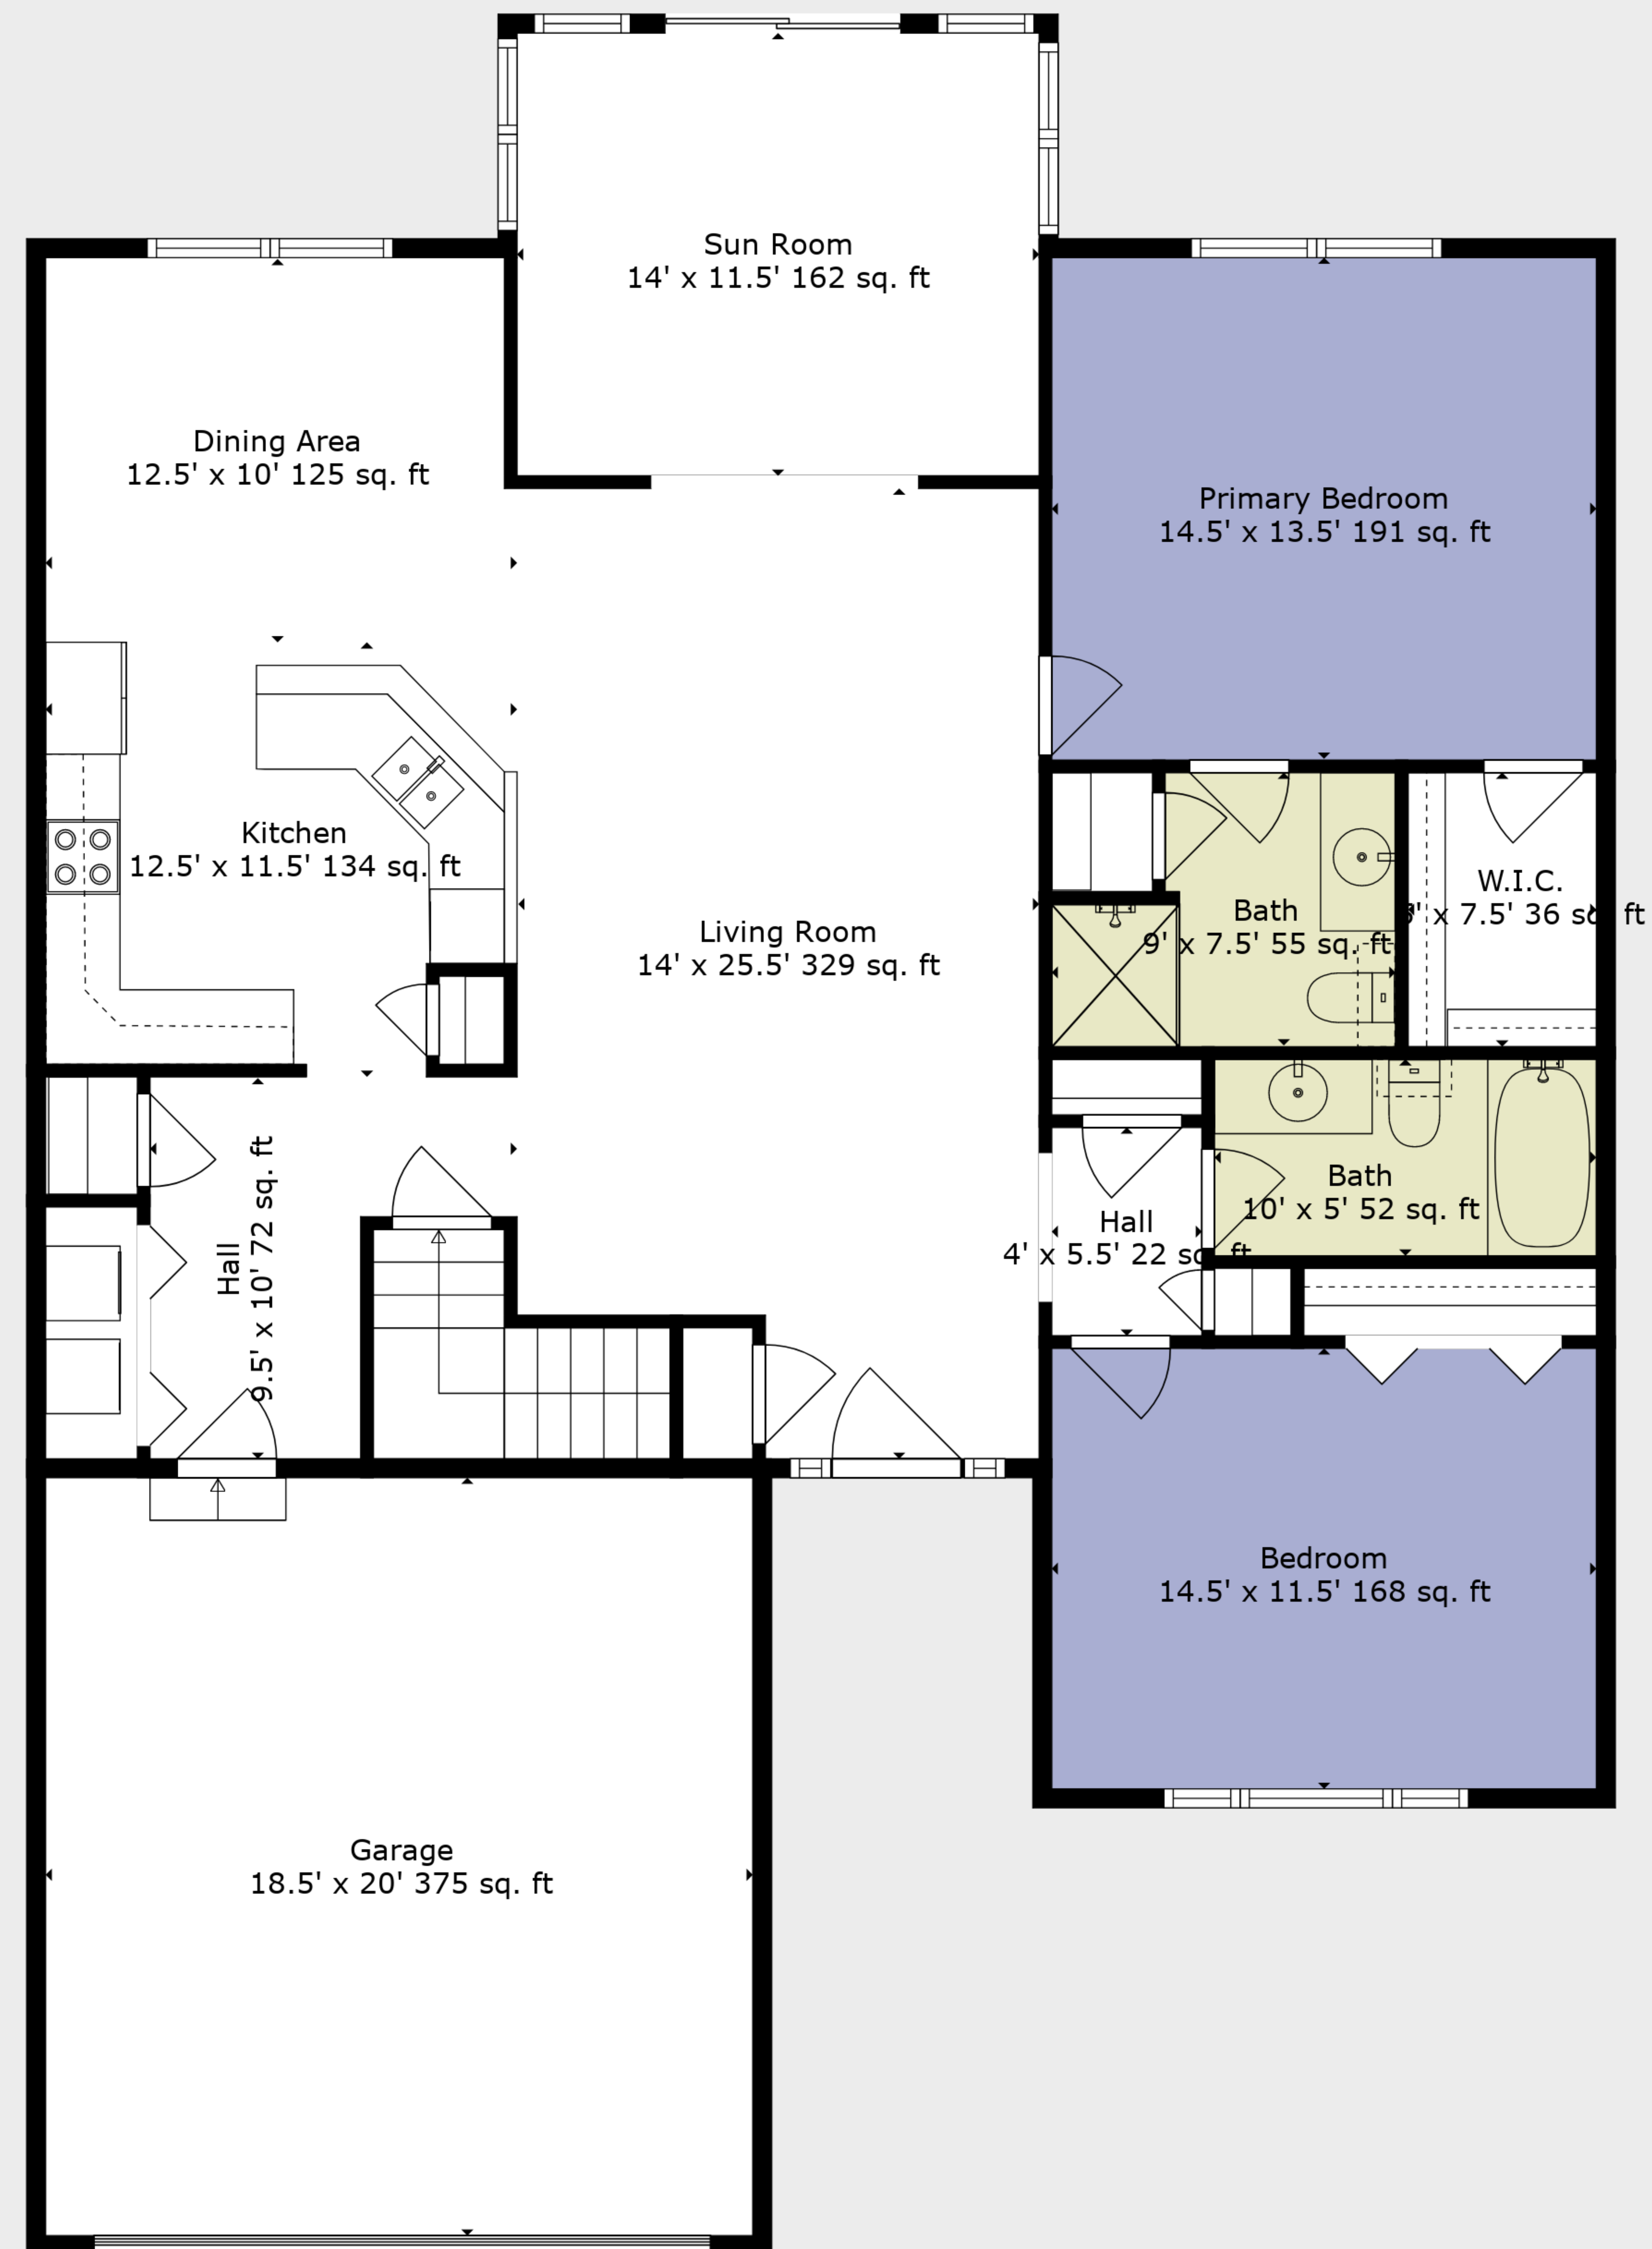 Sun Room
14' x 11.5' 162 sq. ft
Dining Area
12.5' x 10' 125 sq. ft
Primary Bedroom
14.5' x 13.5' 191 sq. ft
Kitchen
12.5' x 11.5' 134 sq. ft
Living Room
14' x 25.5' 329 sq. ft
Bath
9' x 7.5' 55 sq. ft
W.I.C.
x 7.5' 36 sq. ft
Hall
9.5' x 10' 72 sq. ft
Hall
4' x 5.5' 22 sq. ft
Bath
10' x 5' 52 sq. ft
Bedroom
14.5' x 11.5' 168 sq. ft
Garage
18.5' x 20' 375 sq. ft